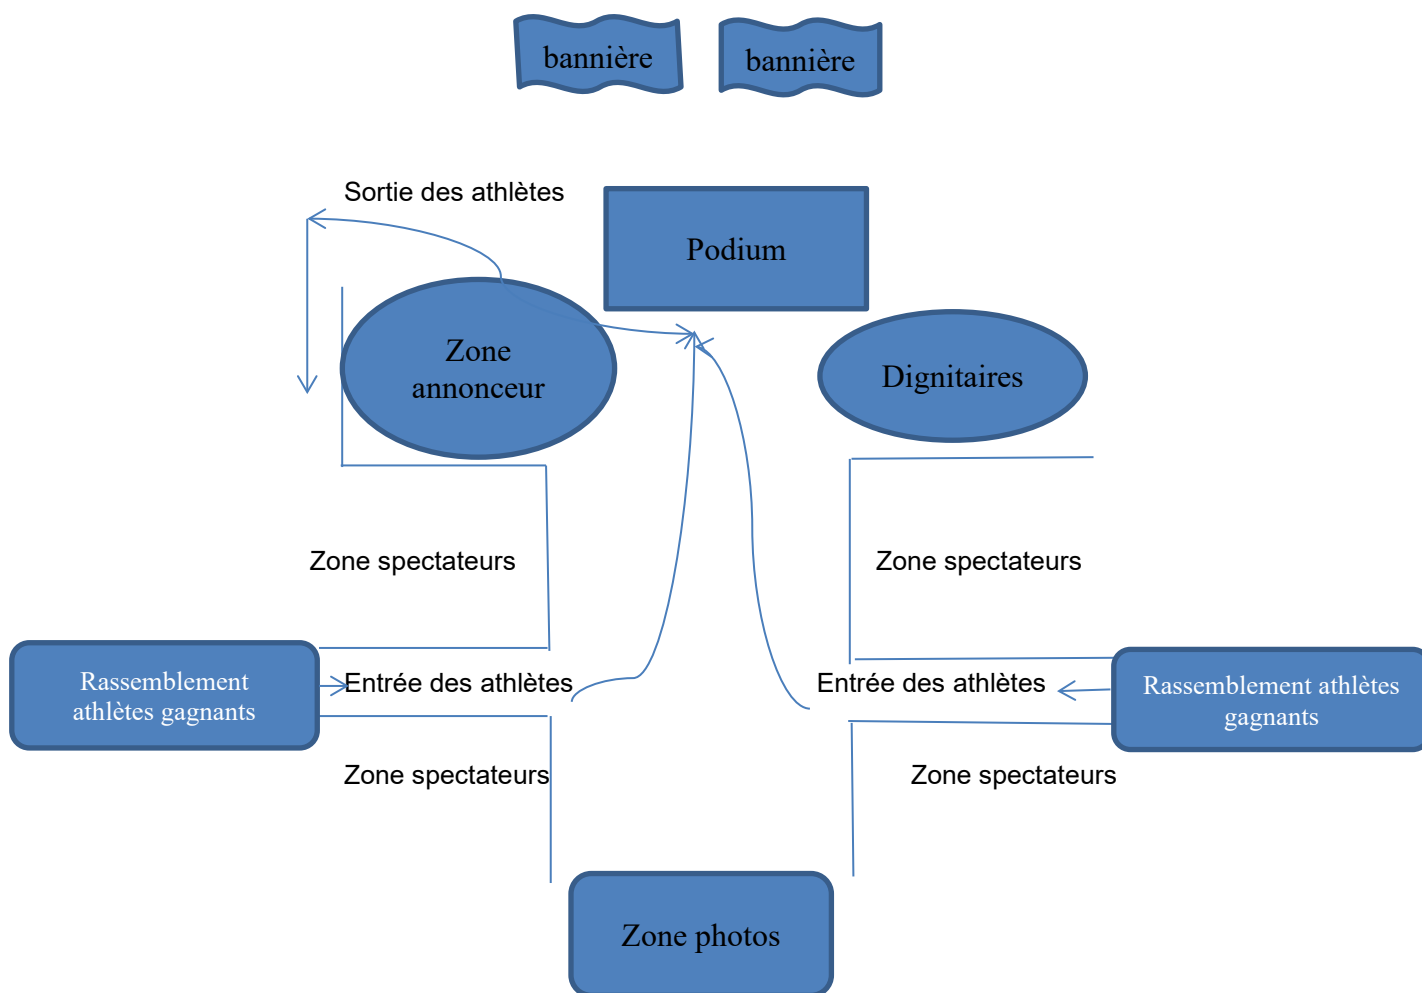 bannière
bannière
Sortie des athlètes
Podium
Zone
annonceur
Dignitaires
Zone spectateurs
Zone spectateurs
Rassemblement
athlètes gagnants
Entrée des athlètes
Entrée des athlètes
Rassemblement athlètes
gagnants
Zone spectateurs
Zone spectateurs
Zone photos